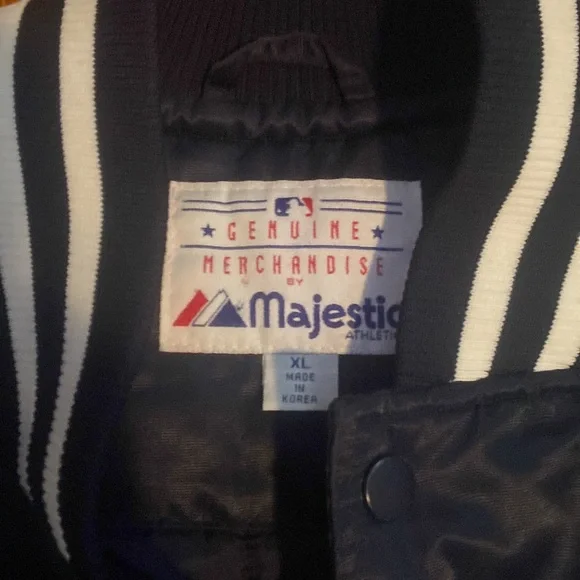 GENUINE
MERCHANDISE
BY
Majestic
ATHLETIC
XL
MADE
IN
KOREA